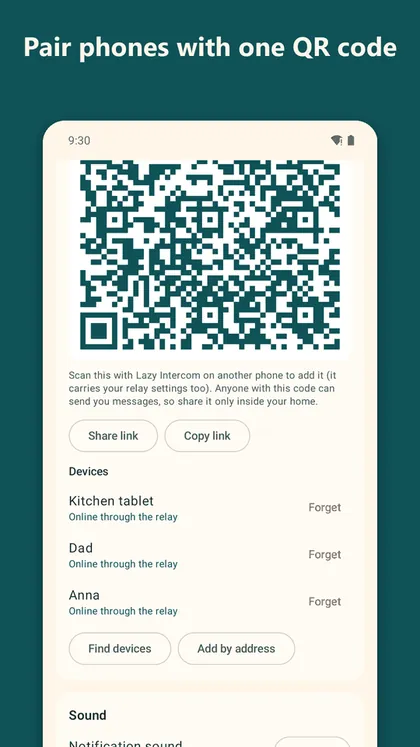 Pair phones with one QR code
9:30
Scan this with Lazy Intercom on another phone to add it (it
carries your relay settings too). Anyone with this code can
send you messages, so share it only inside your home.
Share link
Copy link
Devices
Kitchen tablet
Online through the relay
Forget
Dad
Online through the relay
Forget
Anna
Online through the relay
Forget
Find devices
Add by address
Sound
Notification sound